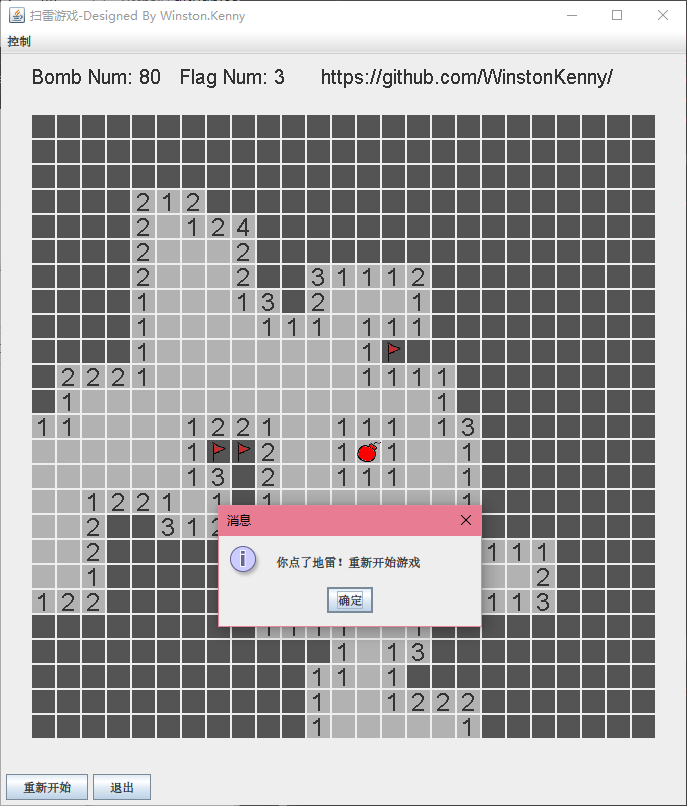 扫雷游戏-Designed By Winston.Kenny
控制
Bomb Num: 80 Flag Num: 3 https://github.com/WinstonKenny/
2 1 2
2 1 2 4
2 2
2 2 3 1 1 1 2
1 1 3 2 1
1 1 1 1 1 1 1
1 1
2 2 2 1 1 1 1 1
1 1
1 1 1 2 2 1 1 1 1 1 3
1 2 1 1 1
1 3 2 1 1 1 1
1 2 2 1 1 1 1
2 3 1 2
消息
2 1 1 1
你点了地雷！重新开始游戏
1 2
确定
1 2 2 1 1 3
1 1 3
1 1 1
1 1 2 2 2
1 1
重新开始 退出